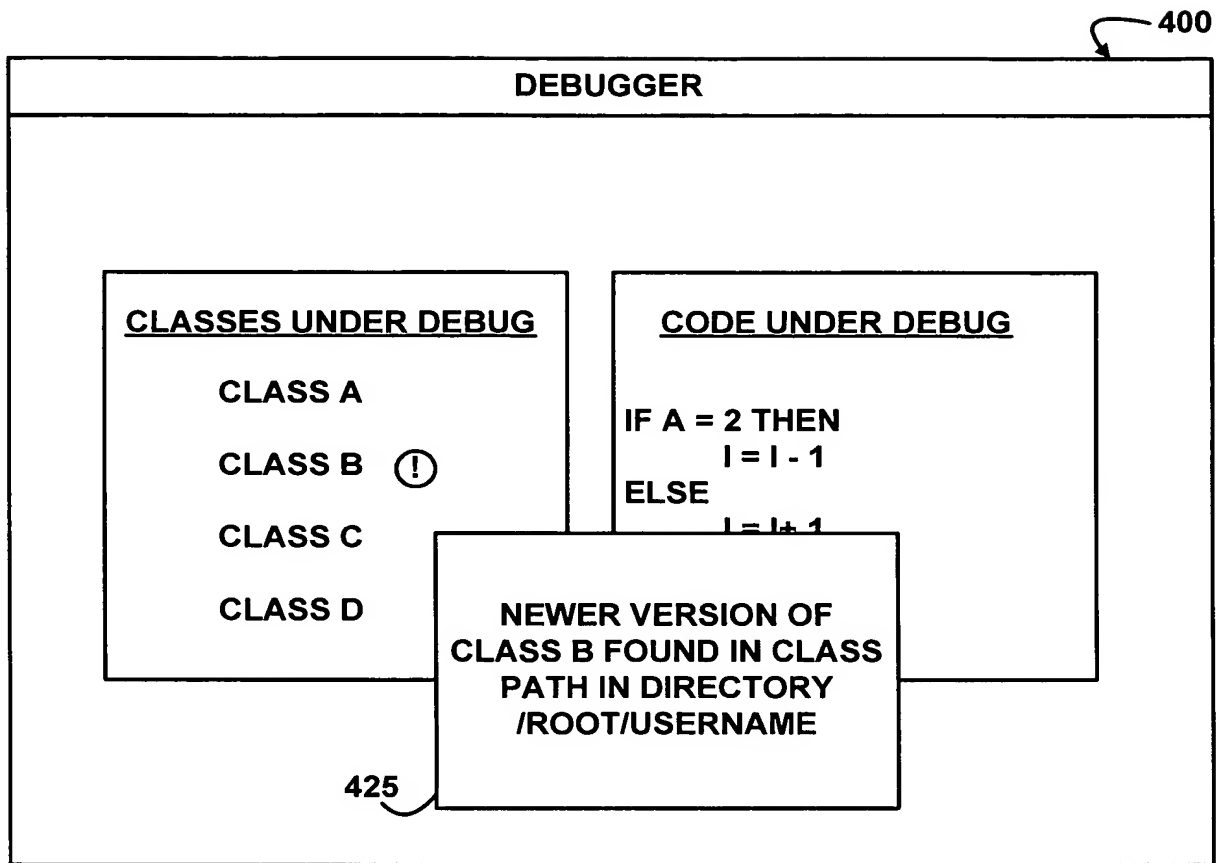 400
DEBUGGER
CLASSES UNDER DEBUG
CLASS A
CLASS B (!)
CLASS C
CLASS D
CODE UNDER DEBUG
IF A = 2 THEN
I = I - 1
ELSE
I = I+ 1
NEWER VERSION OF
CLASS B FOUND IN CLASS
PATH IN DIRECTORY
/ROOT/USERNAME
425